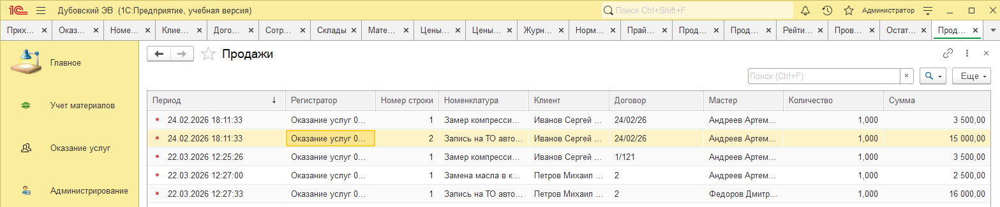 1С Дубовский ЭВ (1С:Предприятие, учебная версия) Поиск Ctrl+Shift+F Администратор
Прих... × Оказ... × Номе... × Клие... × Дого... × Сотр... × Склады × Мате... × Цены... × Цены... × Журн... × Норм... × Прай... × Прод... × Прод... × Рейти... × Пров... × Остат... × Прод... ×
Главное
Учет материалов
Оказание услуг
Администрирование
Продажи
Поиск (Ctrl+F) × Еще
Период ↓ Регистратор Номер строки Номенклатура Клиент Договор Мастер Количество Сумма
24.02.2026 18:11:33 Оказание услуг 0... 1 Замер компресси... Иванов Сергей ... 24/02/26 Андреев Артем... 1,000 3 500,00
24.02.2026 18:11:33 Оказание услуг 0... 2 Запись на ТО авто... Иванов Сергей ... 24/02/26 Андреев Артем... 1,000 15 000,00
22.03.2026 12:25:26 Оказание услуг 0... 1 Замер компресси... Иванов Сергей ... 1/121 Андреев Артем... 1,000 3 500,00
22.03.2026 12:27:00 Оказание услуг 0... 1 Замена масла в к... Петров Михаил ... 2 Андреев Артем... 1,000 2 500,00
22.03.2026 12:27:33 Оказание услуг 0... 1 Запись на ТО авто... Петров Михаил ... 2 Федоров Дмитр... 1,000 16 000,00